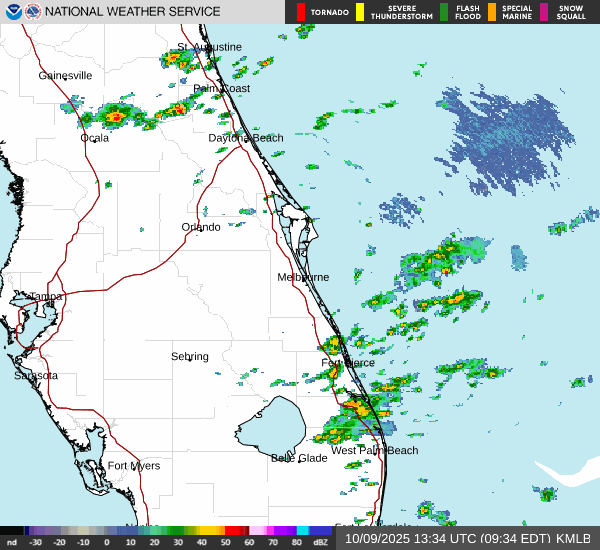 NATIONAL WEATHER SERVICE
TORNADO
SEVERE THUNDERSTORM
FLASH FLOOD
SPECIAL MARINE
SNOW SQUALL
St. Augustine
Gainesville
Palm Coast
Ocala
Daytona Beach
Orlando
Melbourne
Tampa
Sebring
Fort Pierce
Sarasota
West Palm Beach
Belle Glade
Fort Myers
nd -30 -20 -10 0 10 20 30 40 50 60 70 80 dBZ
10/09/2025 13:34 UTC (09:34 EDT) KMLB